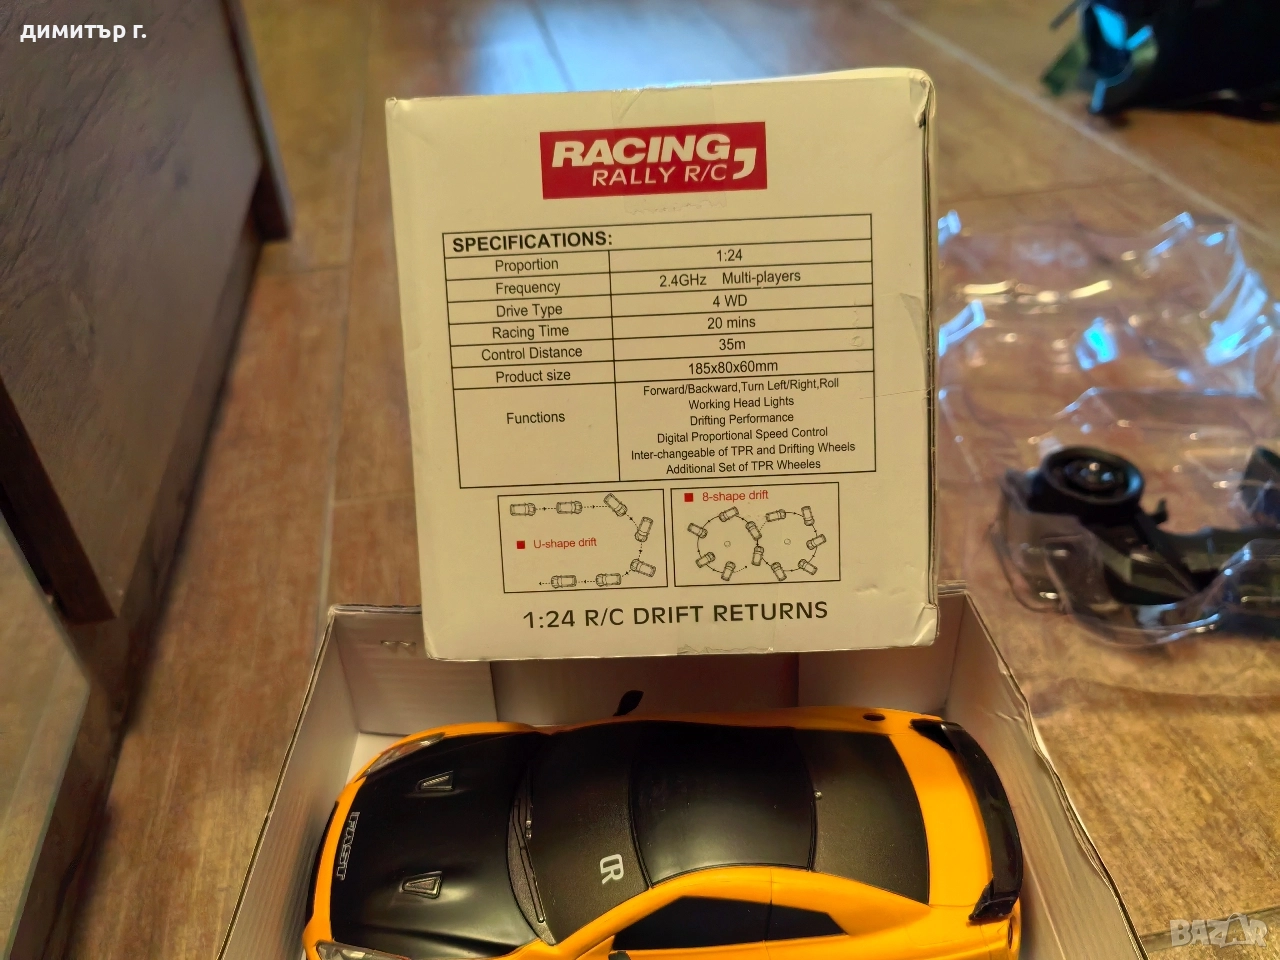 димитър г.
RACING
RALLY R/C
SPECIFICATIONS:
Proportion 1:24
Frequency 2.4GHz Multi-players
Drive Type 4 WD
Racing Time 20 mins
Control Distance 35m
Product size 185x80x60mm
Functions
Forward/Backward,Turn Left/Right,Roll
Working Head Lights
Drifting Performance
Digital Proportional Speed Control
Inter-changeable of TPR and Drifting Wheels
Additional Set of TPR Wheeles
U-shape drift
8-shape drift
1:24 R/C DRIFT RETURNS
BAZAR